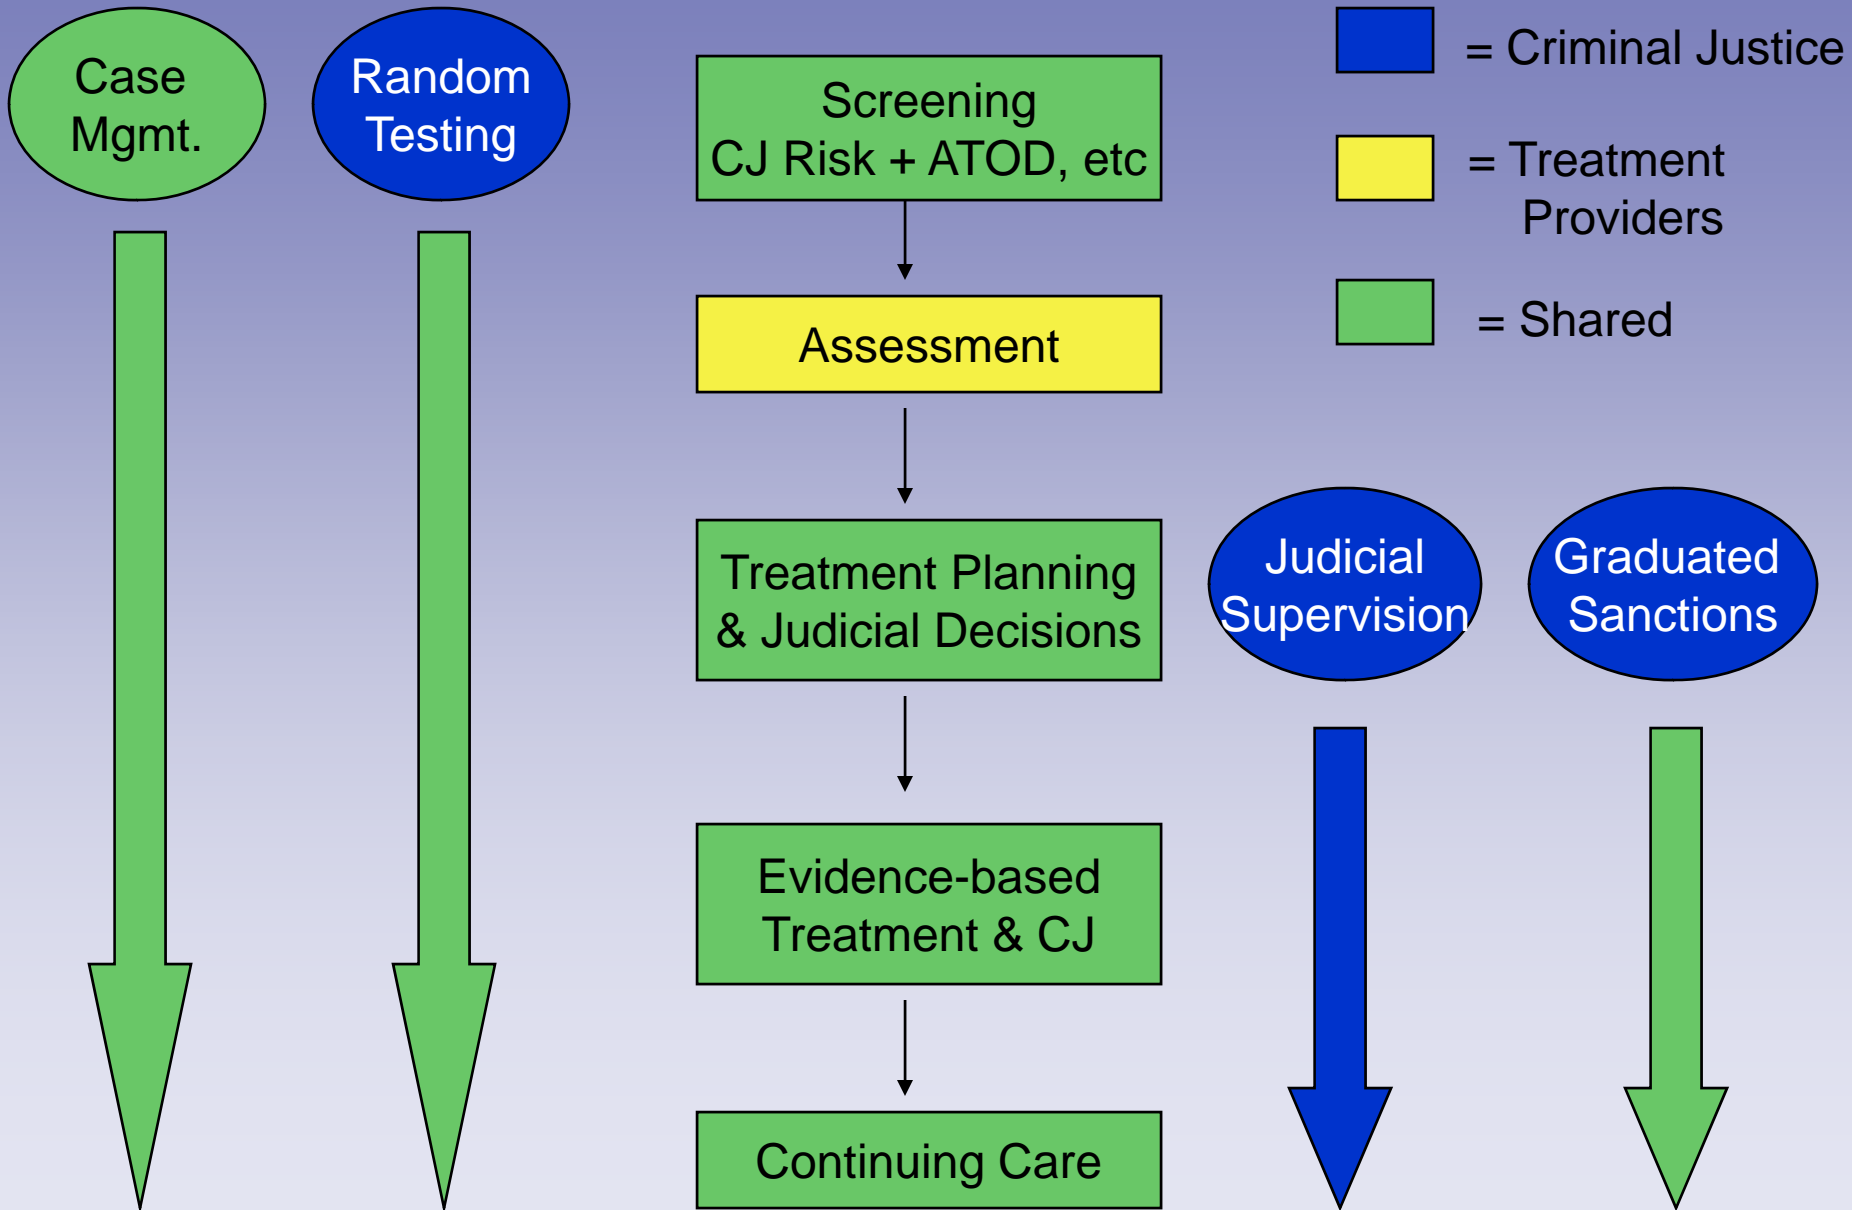 Case
Mgmt.
Random
Testing
Screening
CJ Risk + ATOD, etc
= Criminal Justice
= Treatment
Providers
= Shared
Assessment
Treatment Planning
& Judicial Decisions
Judicial
Supervision
Graduated
Sanctions
Evidence-based
Treatment & CJ
Continuing Care